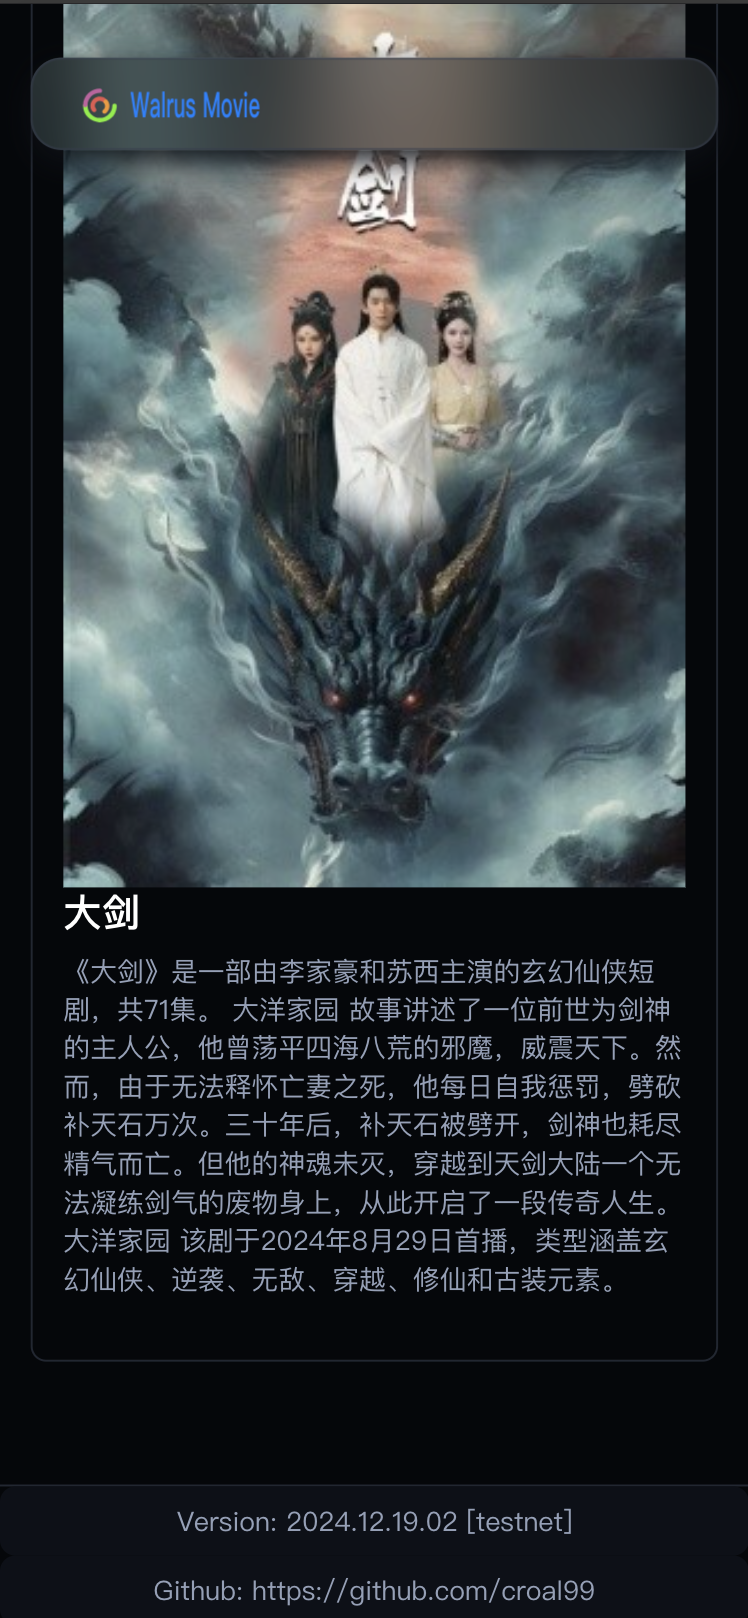 Walrus Movie
剑
大剑
《大剑》是一部由李家豪和苏西主演的玄幻仙侠短
剧，共71集。 大洋家园 故事讲述了一位前世为剑神
的主人公，他曾荡平四海八荒的邪魔，威震天下。然
而，由于无法释怀亡妻之死，他每日自我惩罚，劈砍
补天石万次。三十年后，补天石被劈开，剑神也耗尽
精气而亡。但他的神魂未灭，穿越到天剑大陆一个无
法凝练剑气的废物身上，从此开启了一段传奇人生。
大洋家园 该剧于2024年8月29日首播，类型涵盖玄
幻仙侠、逆袭、无敌、穿越、修仙和古装元素。
Version: 2024.12.19.02 [testnet]
Github: https://github.com/croal99